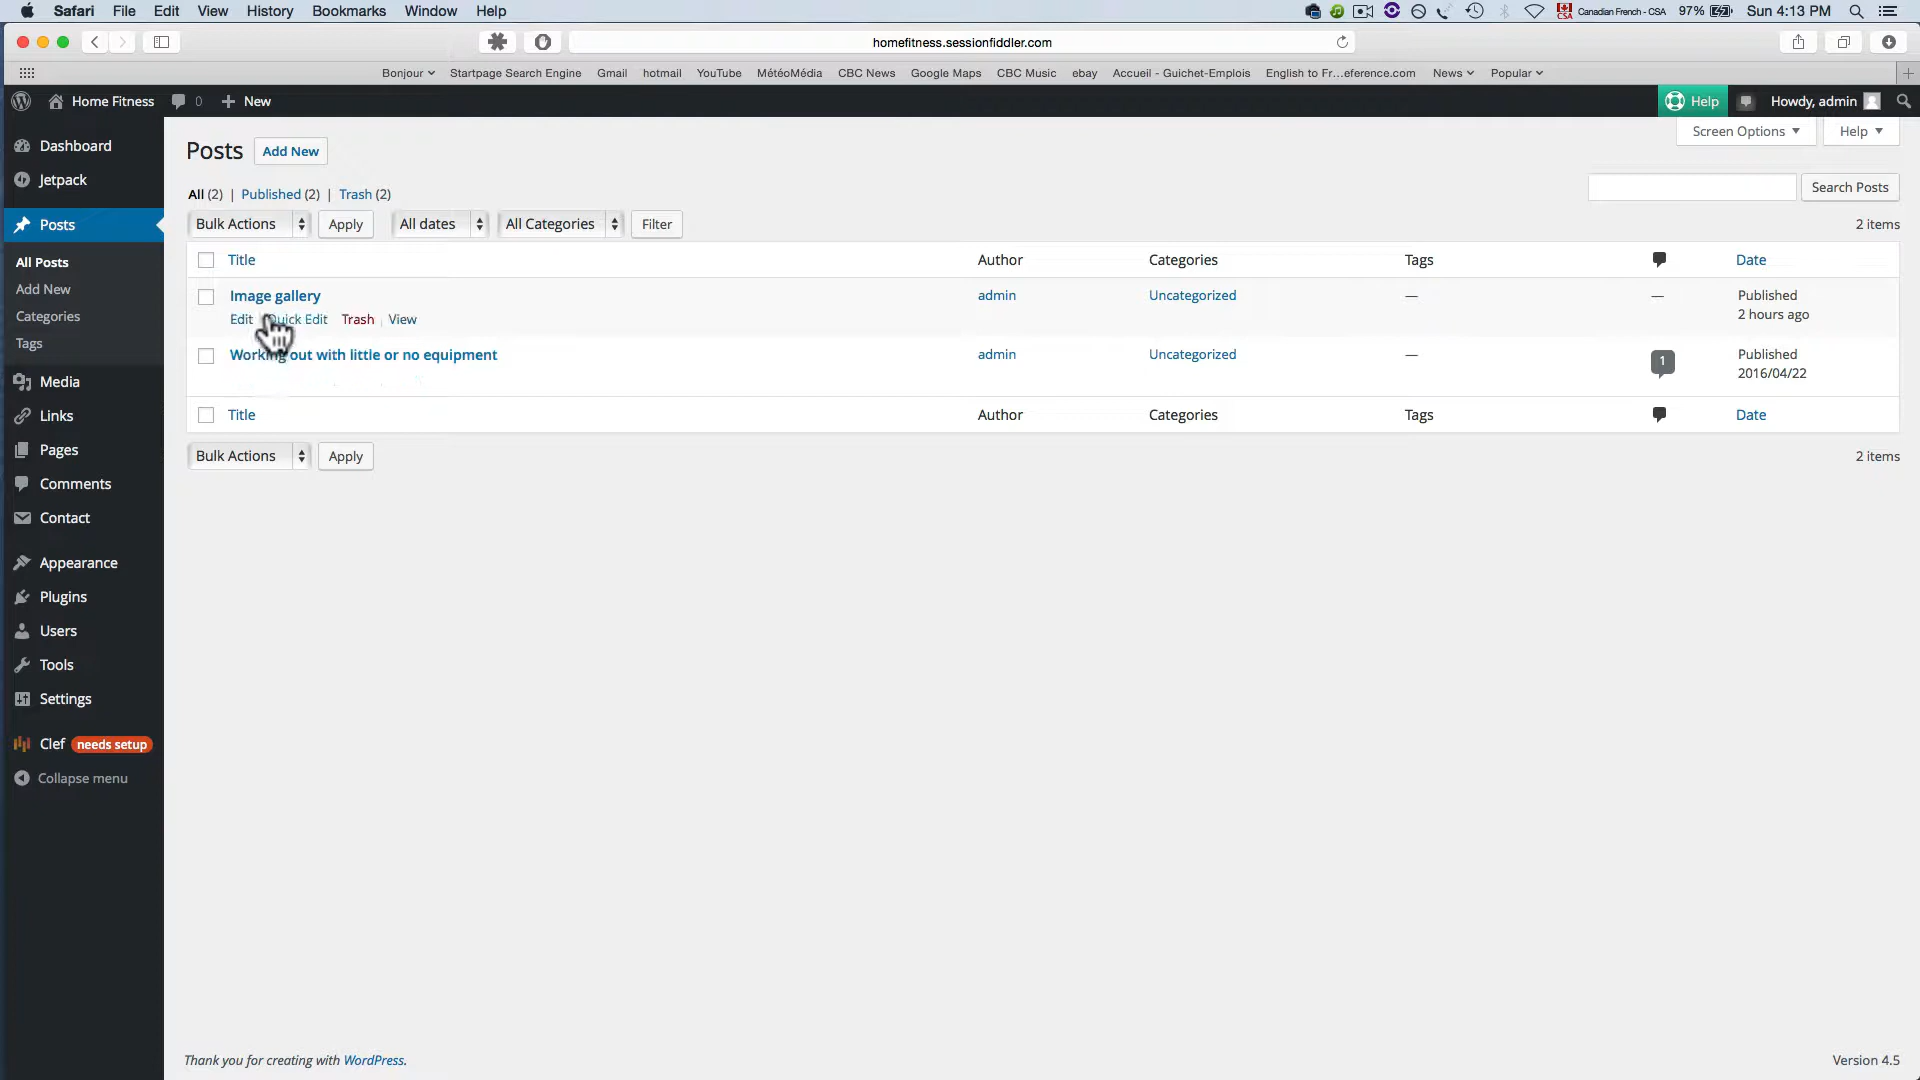 Safari File Edit View History Bookmarks Window Help Canadian French - CSA 97% Sun 4:13 PM
homefitness.sessionfiddler.com
Bonjour Startpage Search Engine Gmail hotmail YouTube MétéoMédia CBC News Google Maps CBC Music ebay Accueil - Guichet-Emplois English to Fr...eference.com News Popular
Home Fitness 0 New Help Howdy, admin
Screen Options Help
Dashboard
Jetpack
Posts
All Posts
Add New
Categories
Tags
Media
Links
Pages
Comments
Contact
Appearance
Plugins
Users
Tools
Settings
Clef needs setup
Collapse menu
Posts Add New
All (2) | Published (2) | Trash (2)
Search Posts
Bulk Actions Apply All dates All Categories Filter 2 items
Title Author Categories Tags Date
Image gallery admin Uncategorized — — Published
Edit Quick Edit Trash View 2 hours ago
Working out with little or no equipment admin Uncategorized — 1 Published
2016/04/22
Title Author Categories Tags Date
Bulk Actions Apply 2 items
Thank you for creating with WordPress. Version 4.5